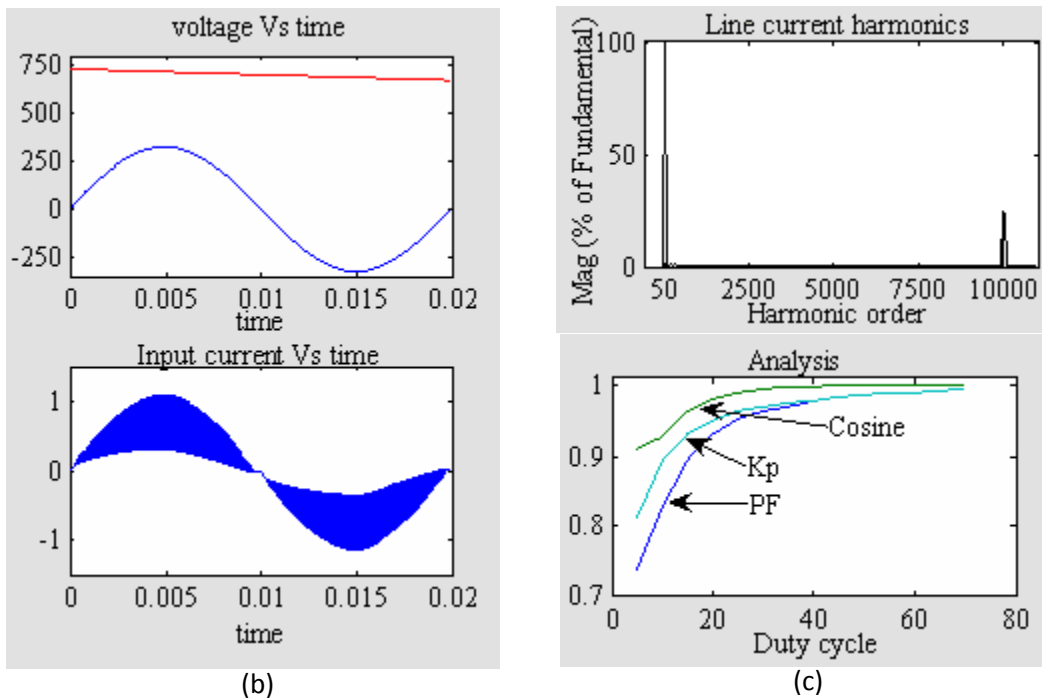 voltage Vs time
750
500
250
0
-250
0 0.005 0.01 0.015 0.02
time
Input current Vs time
1
0
-1
0 0.005 0.01 0.015 0.02
time
(b)
Line current harmonics
Mag (% of Fundamental)
100
50
0
50 2500 5000 7500 10000
Harmonic order
Analysis
1
0.9
0.8
0.7
Cosine
Kp
PF
0 20 40 60 80
Duty cycle
(c)